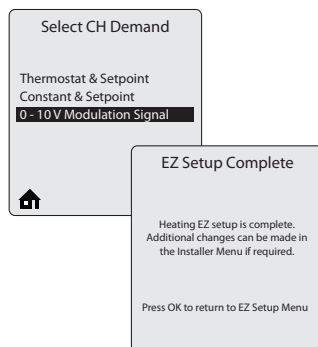 Select CH Demand
Thermostat & Setpoint
Constant & Setpoint
0 - 10 V Modulation Signal
EZ Setup Complete
Heating EZ setup is complete.
Additional changes can be made in
the Installer Menu if required.
Press OK to return to EZ Setup Menu